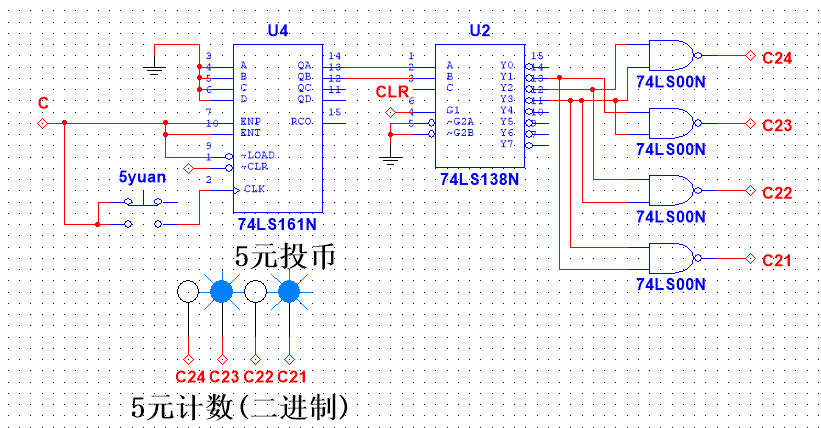 U4
U2
3
4
5
6
A
B
C
D
QA
QB
QC
QD
14
13
12
11
7
10
ENP
ENT
RCO
15
9
1
~LOAD
~CLR
2
CLK
74LS161N
C
5yuan
1
2
3
A
B
C
CLR
6
4
5
G1
~G2A
~G2B
Y0
Y1
Y2
Y3
Y4
Y5
Y6
Y7
15
14
13
12
11
10
9
7
74LS138N
C24
74LS00N
C23
74LS00N
C22
74LS00N
C21
74LS00N
5元投币
C24 C23 C22 C21
5元计数(二进制)